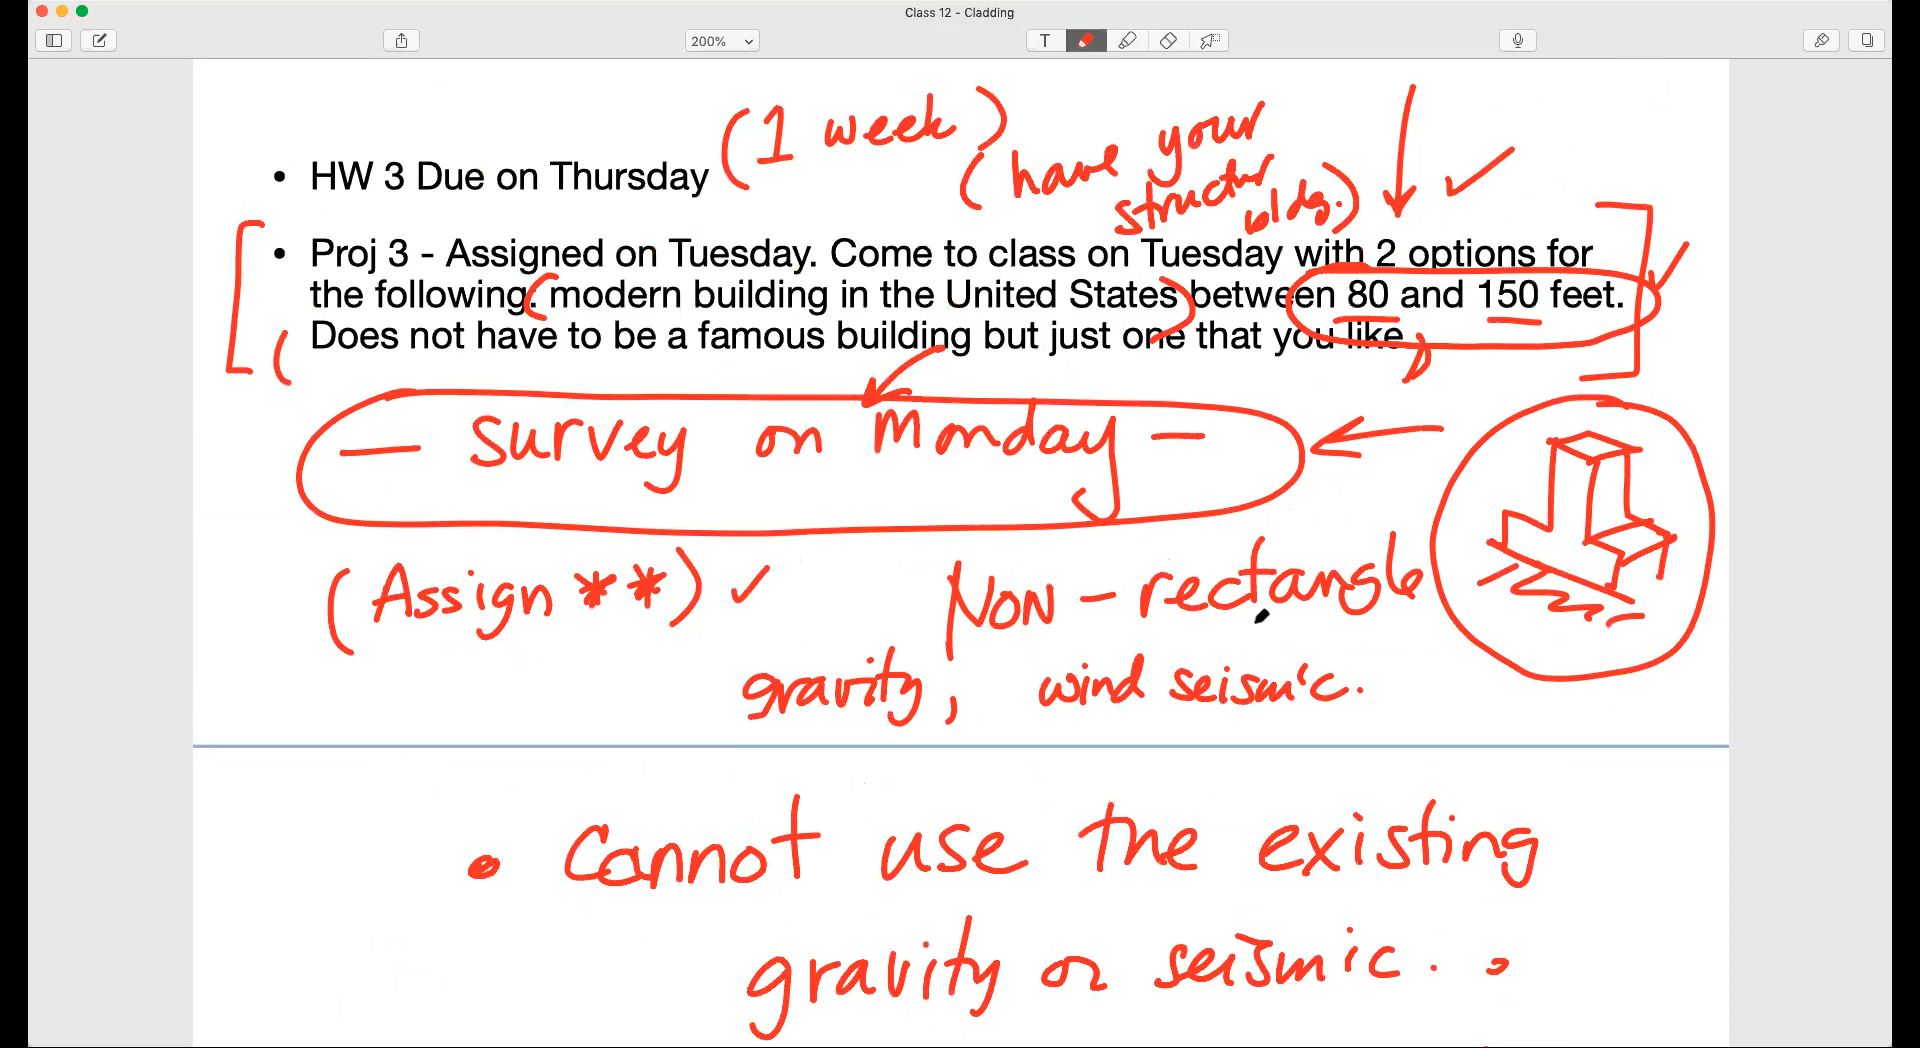 Class 12 - Cladding
200%
T
(1 week)
(have your
structur
bldg.)
• HW 3 Due on Thursday
• Proj 3 - Assigned on Tuesday. Come to class on Tuesday with 2 options for
the following: modern building in the United States between 80 and 150 feet.
Does not have to be a famous building but just one that you like
— Survey on Monday —
(Assign **) ✓
Non-rectangle
gravity, wind seismic.
• Cannot use the existing
gravity or seismic.